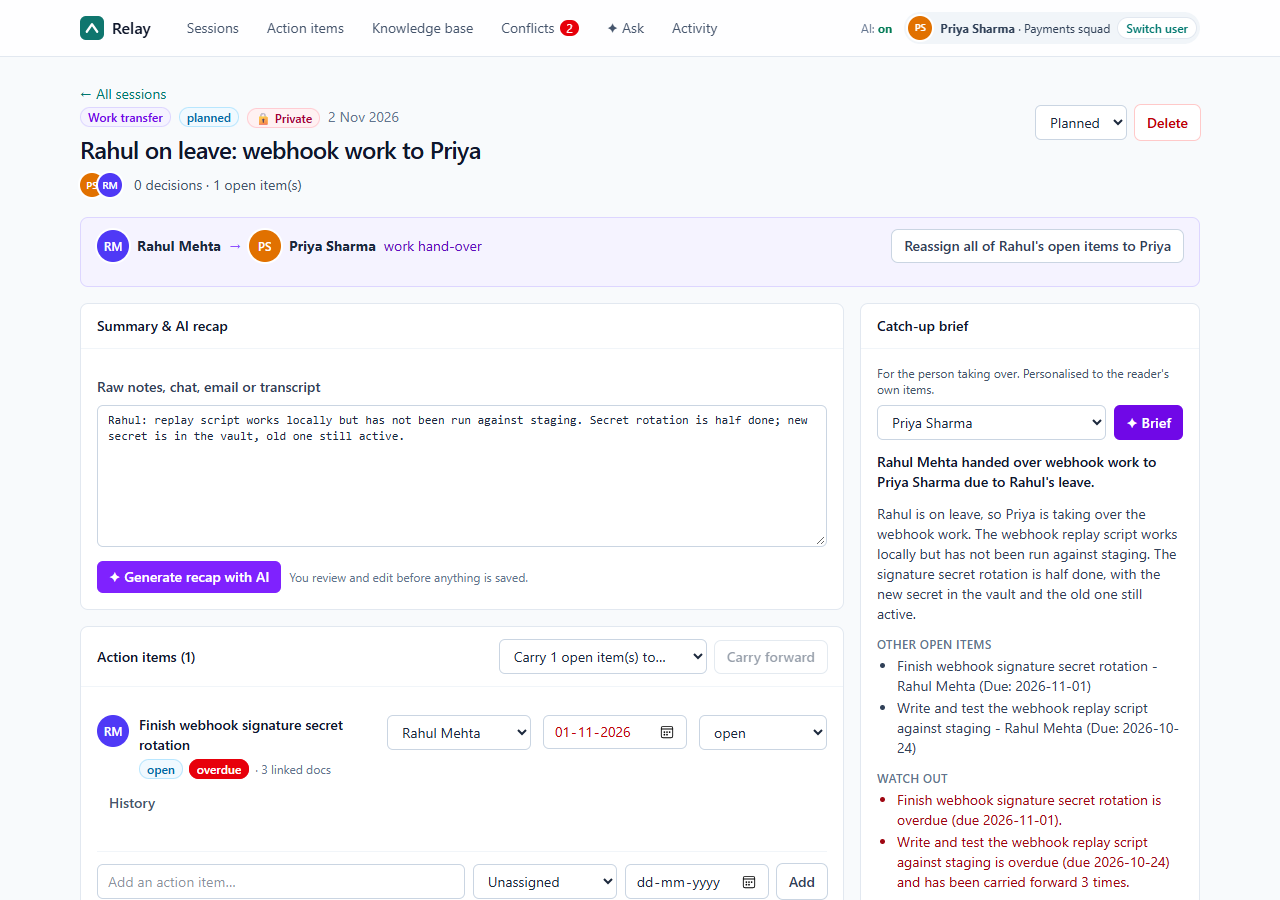 Relay Sessions Action items Knowledge base Conflicts 2 ✦ Ask Activity AI: on PS Priya Sharma · Payments squad Switch user
← All sessions
Work transfer planned 🔒 Private 2 Nov 2026 Planned Delete
Rahul on leave: webhook work to Priya
PS RM 0 decisions · 1 open item(s)
RM Rahul Mehta → PS Priya Sharma work hand-over Reassign all of Rahul's open items to Priya
Summary & AI recap
Raw notes, chat, email or transcript
Rahul: replay script works locally but has not been run against staging. Secret rotation is half done; new
secret is in the vault, old one still active.
✦ Generate recap with AI You review and edit before anything is saved.
Action items (1) Carry 1 open item(s) to... Carry forward
RM Finish webhook signature secret
rotation
Rahul Mehta 01-11-2026 open
open overdue · 3 linked docs
History
Add an action item... Unassigned dd-mm-yyyy Add
Catch-up brief
For the person taking over. Personalised to the reader's
own items.
Priya Sharma ✦ Brief
Rahul Mehta handed over webhook work to
Priya Sharma due to Rahul's leave.
Rahul is on leave, so Priya is taking over the
webhook work. The webhook replay script works
locally but has not been run against staging. The
signature secret rotation is half done, with the
new secret in the vault and the old one still
active.
OTHER OPEN ITEMS
• Finish webhook signature secret rotation -
Rahul Mehta (Due: 2026-11-01)
• Write and test the webhook replay script
against staging - Rahul Mehta (Due: 2026-10-
24)
WATCH OUT
• Finish webhook signature secret rotation is
overdue (due 2026-11-01).
• Write and test the webhook replay script
against staging is overdue (due 2026-10-24)
and has been carried forward 3 times.